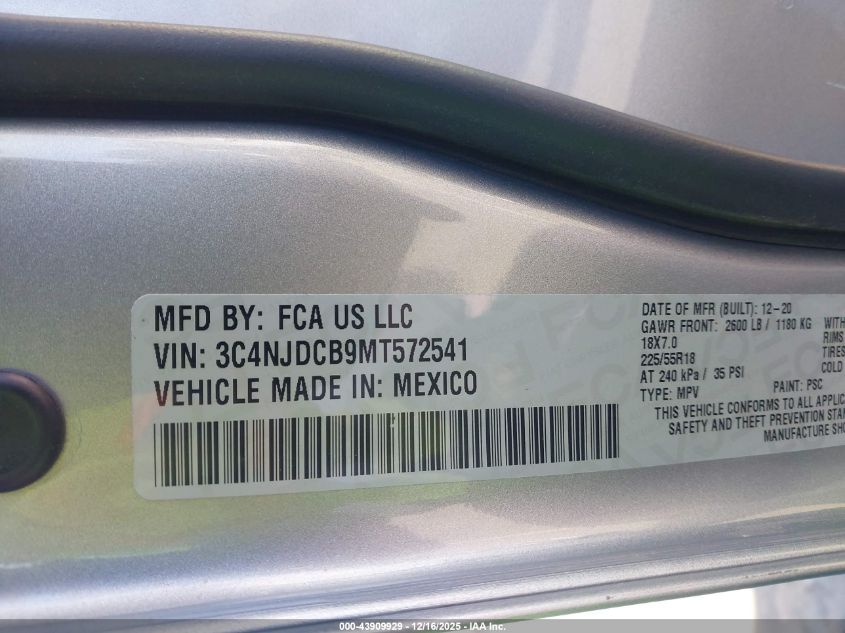 MFD BY: FCA US LLC
VIN: 3C4NJDCB9MT572541
VEHICLE MADE IN: MEXICO
DATE OF MFR (BUILT): 12-20
GAWR FRONT: 2600 LB / 1180 KG WITH
18X7.0 RIMS
225/55R18 TIRES
AT 240 kPa / 35 PSI COLD
TYPE: MPV PAINT: PSC
THIS VEHICLE CONFORMS TO ALL APPLIC
SAFETY AND THEFT PREVENTION STAN
MANUFACTURE SHO
000-43909929 - 12/16/2025 - IAA Inc.